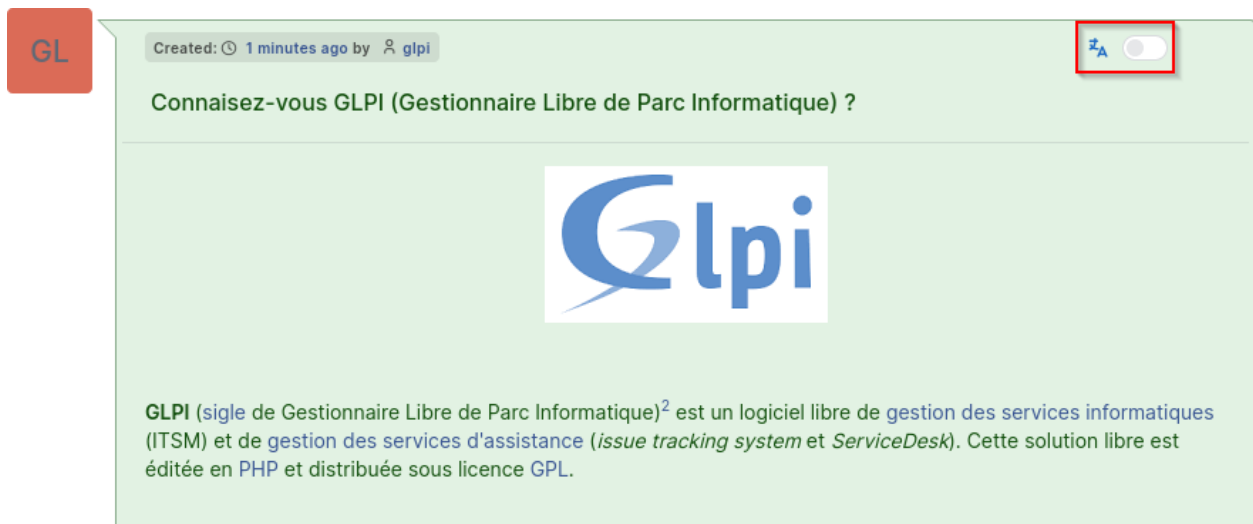 GL
Created: 1 minutes ago by glpi
Connaisez-vous GLPI (Gestionnaire Libre de Parc Informatique) ?
Glpi
GLPI (sigle de Gestionnaire Libre de Parc Informatique)2 est un logiciel libre de gestion des services informatiques
(ITSM) et de gestion des services d'assistance (issue tracking system et ServiceDesk). Cette solution libre est
éditée en PHP et distribuée sous licence GPL.